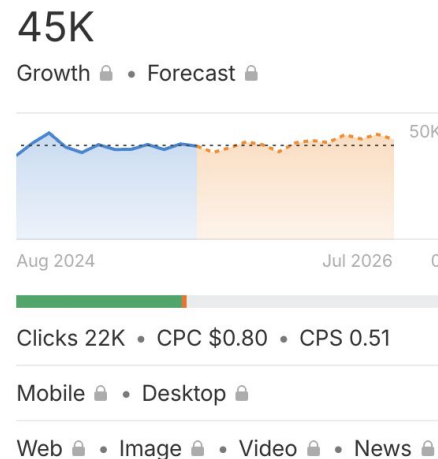 45K
Growth • Forecast
50K
Aug 2024 Jul 2026 0
Clicks 22K • CPC $0.80 • CPS 0.51
Mobile • Desktop
Web • Image • Video • News